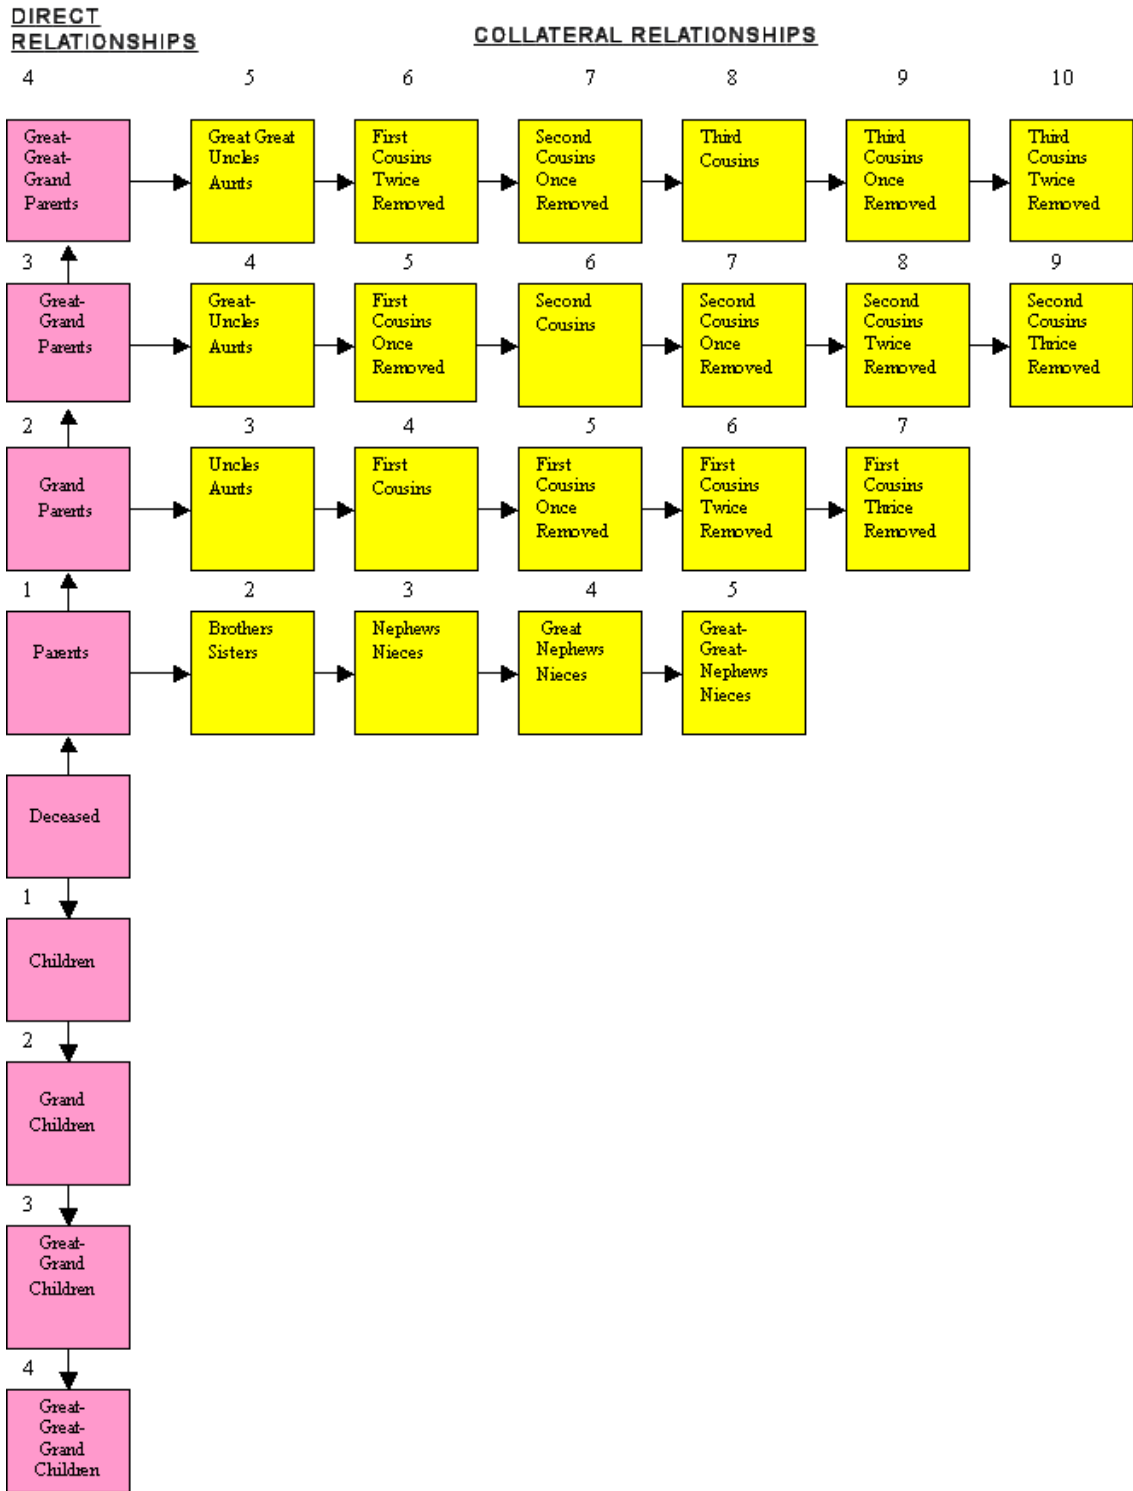 DIRECT
RELATIONSHIPS
COLLATERAL RELATIONSHIPS
4 5 6 7 8 9 10
Great-
Great-
Grand
Parents
Great Great
Uncles
Aunts
First
Cousins
Twice
Removed
Second
Cousins
Once
Removed
Third
Cousins
Third
Cousins
Once
Removed
Third
Cousins
Twice
Removed
3 4 5 6 7 8 9
Great-
Grand
Parents
Great-
Uncles
Aunts
First
Cousins
Once
Removed
Second
Cousins
Second
Cousins
Once
Removed
Second
Cousins
Twice
Removed
Second
Cousins
Thrice
Removed
2 3 4 5 6 7
Grand
Parents
Uncles
Aunts
First
Cousins
First
Cousins
Once
Removed
First
Cousins
Twice
Removed
First
Cousins
Thrice
Removed
1 2 3 4 5
Parents
Brothers
Sisters
Nephews
Nieces
Great
Nephews
Nieces
Great-
Great-
Nephews
Nieces
Deceased
1
Children
2
Grand
Children
3
Great-
Grand
Children
4
Great-
Great-
Grand
Children